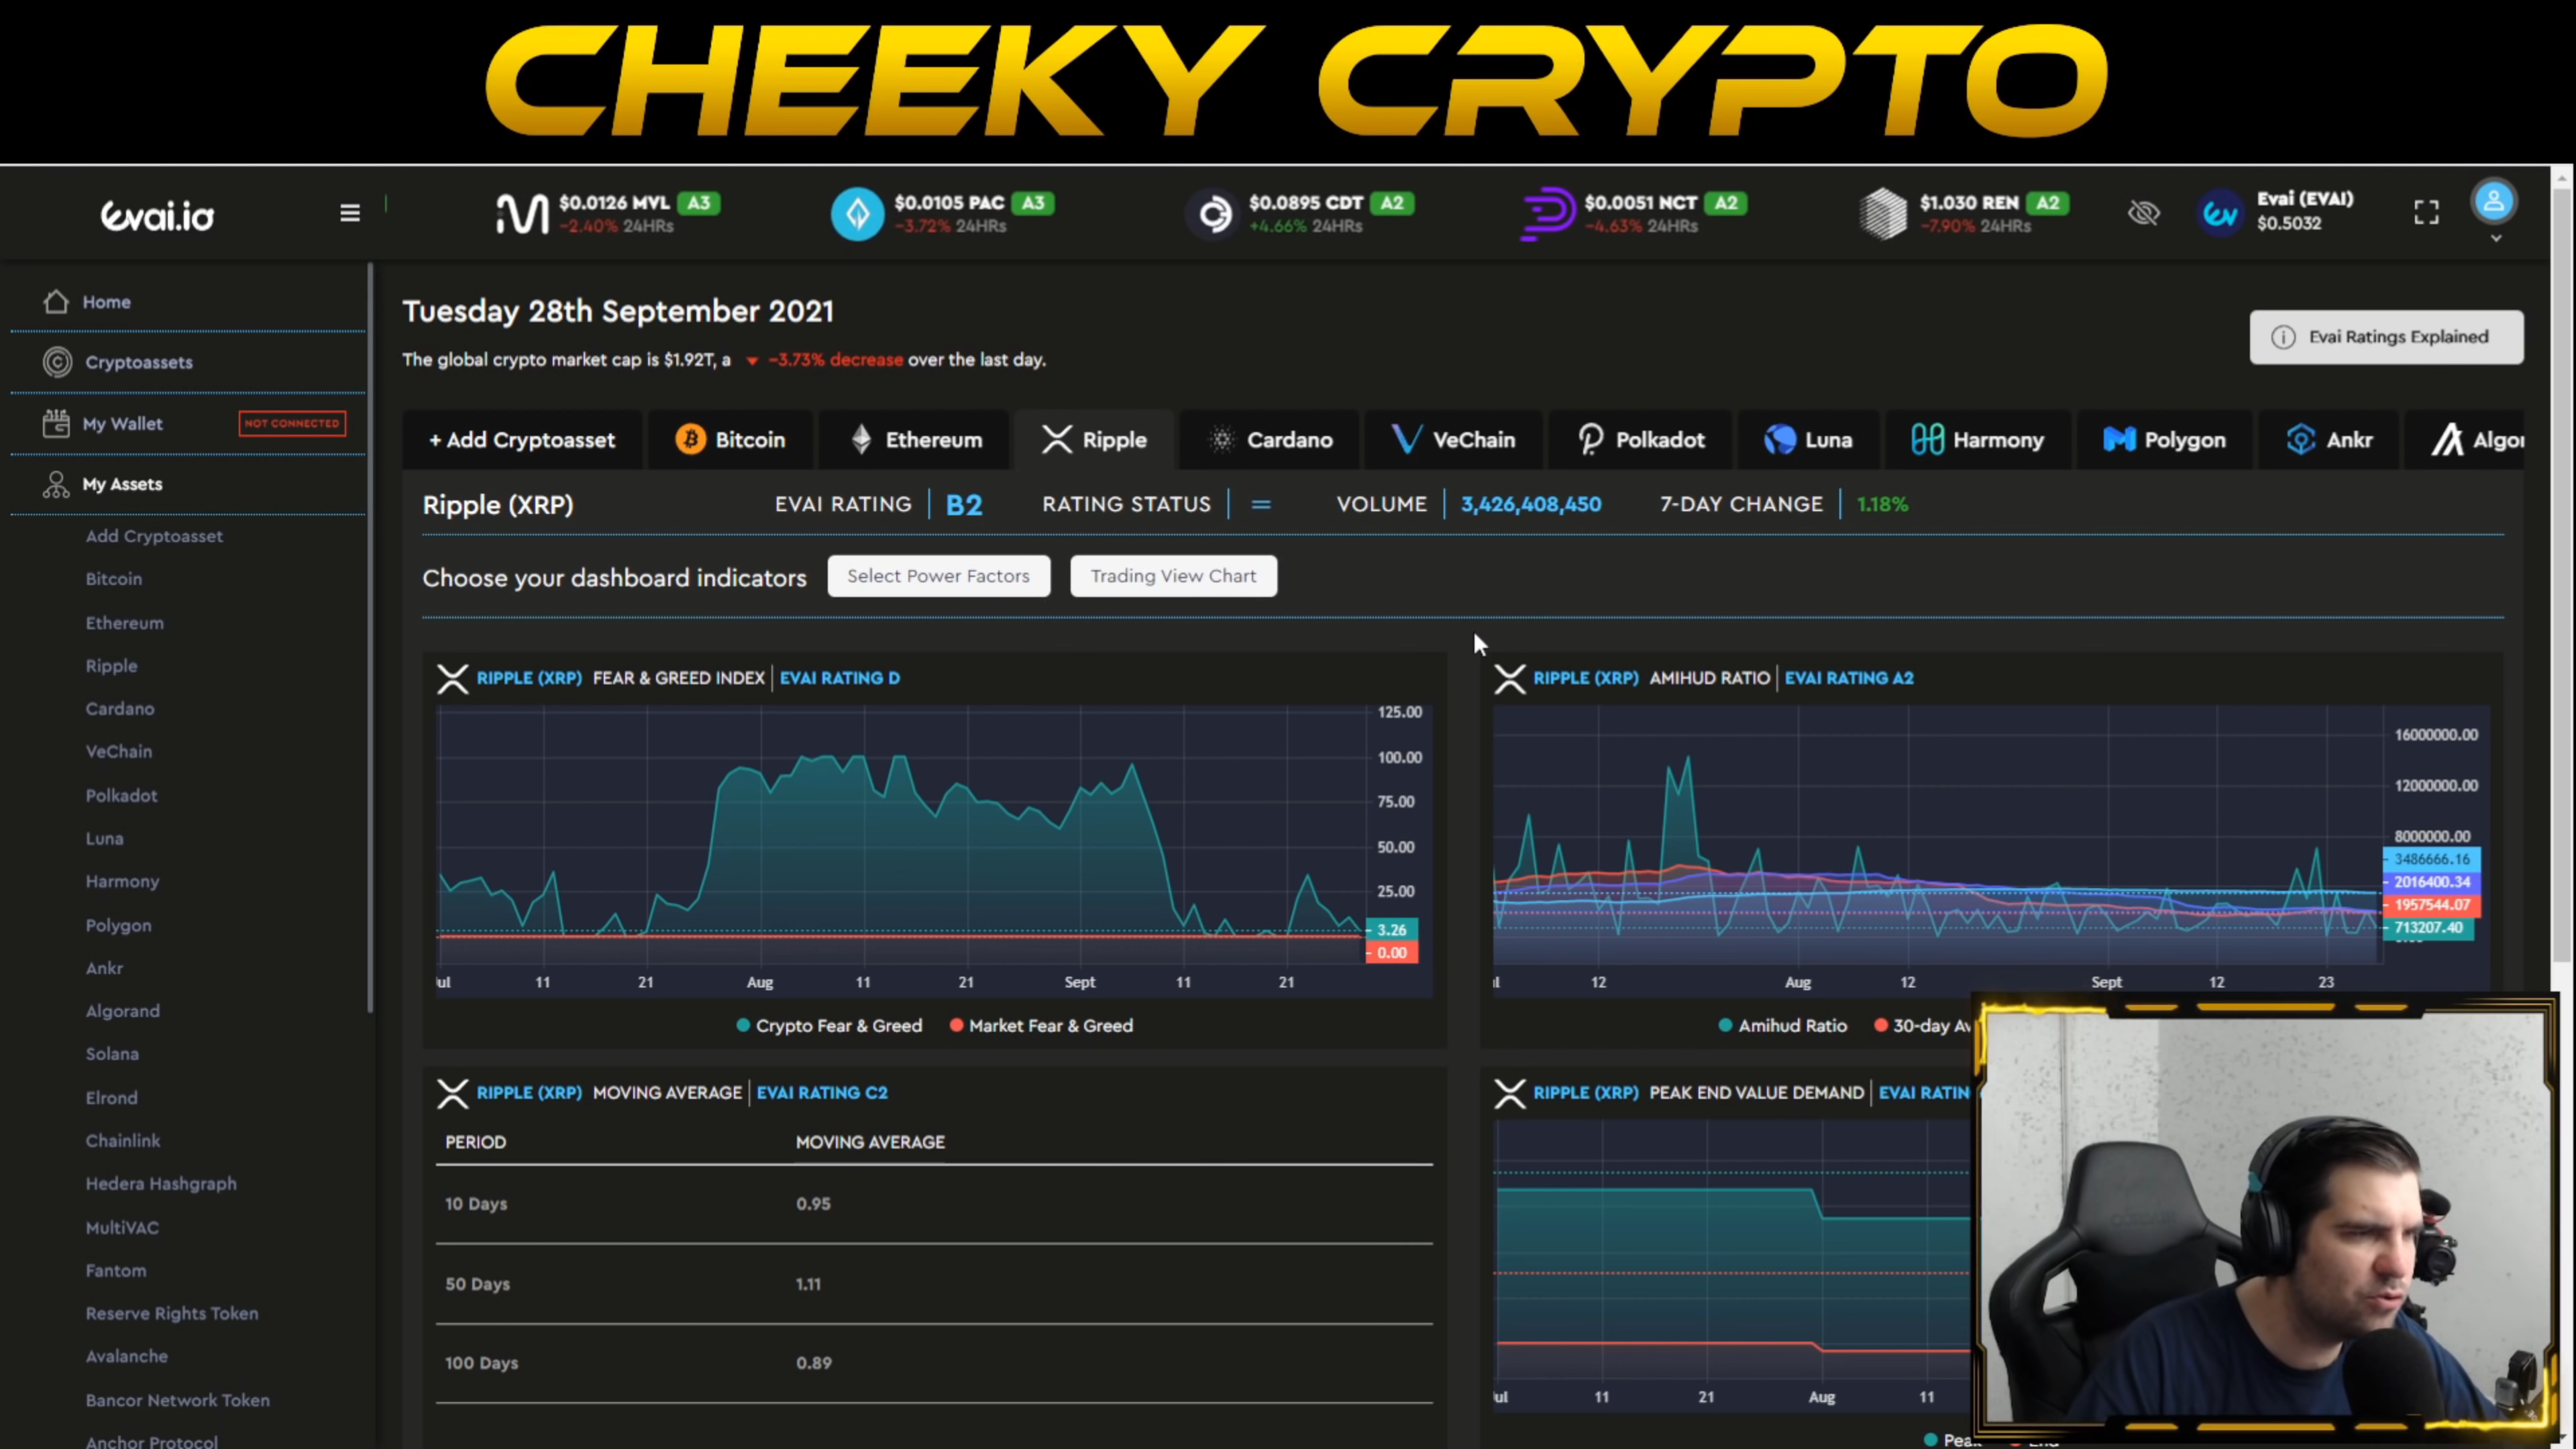 CHEEKY CRYPTO
evai.io
$0.0126 MVL A3
-2.40% 24HRs
$0.0105 PAC A3
-3.72% 24HRs
$0.0895 CDT A2
+4.66% 24HRs
$0.0051 NCT A2
-4.63% 24HRs
$1.030 REN A2
-7.90% 24HRs
Evai (EVAI)
$0.5032
Home
Cryptoassets
My Wallet NOT CONNECTED
My Assets
Add Cryptoasset
Bitcoin
Ethereum
Ripple
Cardano
VeChain
Polkadot
Luna
Harmony
Polygon
Ankr
Algorand
Solana
Elrond
Chainlink
Hedera Hashgraph
MultiVAC
Fantom
Reserve Rights Token
Avalanche
Bancor Network Token
Anchor Protocol
Tuesday 28th September 2021
The global crypto market cap is $1.92T, a ▼ -3.73% decrease over the last day.
Evai Ratings Explained
+ Add Cryptoasset Bitcoin Ethereum Ripple Cardano VeChain Polkadot Luna Harmony Polygon Ankr Algor
Ripple (XRP) EVAI RATING | B2 RATING STATUS | = VOLUME | 3,426,408,450 7-DAY CHANGE | 1.18%
Choose your dashboard indicators Select Power Factors Trading View Chart
RIPPLE (XRP) FEAR & GREED INDEX | EVAI RATING D
125.00
100.00
75.00
50.00
25.00
3.26
0.00
ul 11 21 Aug 11 21 Sept 11 21
Crypto Fear & Greed Market Fear & Greed
RIPPLE (XRP) AMIHUD RATIO | EVAI RATING A2
16000000.00
12000000.00
8000000.00
3486666.16
2016400.34
1957544.07
713207.40
12 Aug 12 Sept 12 23
Amihud Ratio 30-day Av
RIPPLE (XRP) MOVING AVERAGE | EVAI RATING C2
PERIOD MOVING AVERAGE
10 Days 0.95
50 Days 1.11
100 Days 0.89
RIPPLE (XRP) PEAK END VALUE DEMAND | EVAI RATIN
ul 11 21 Aug 11
Peak